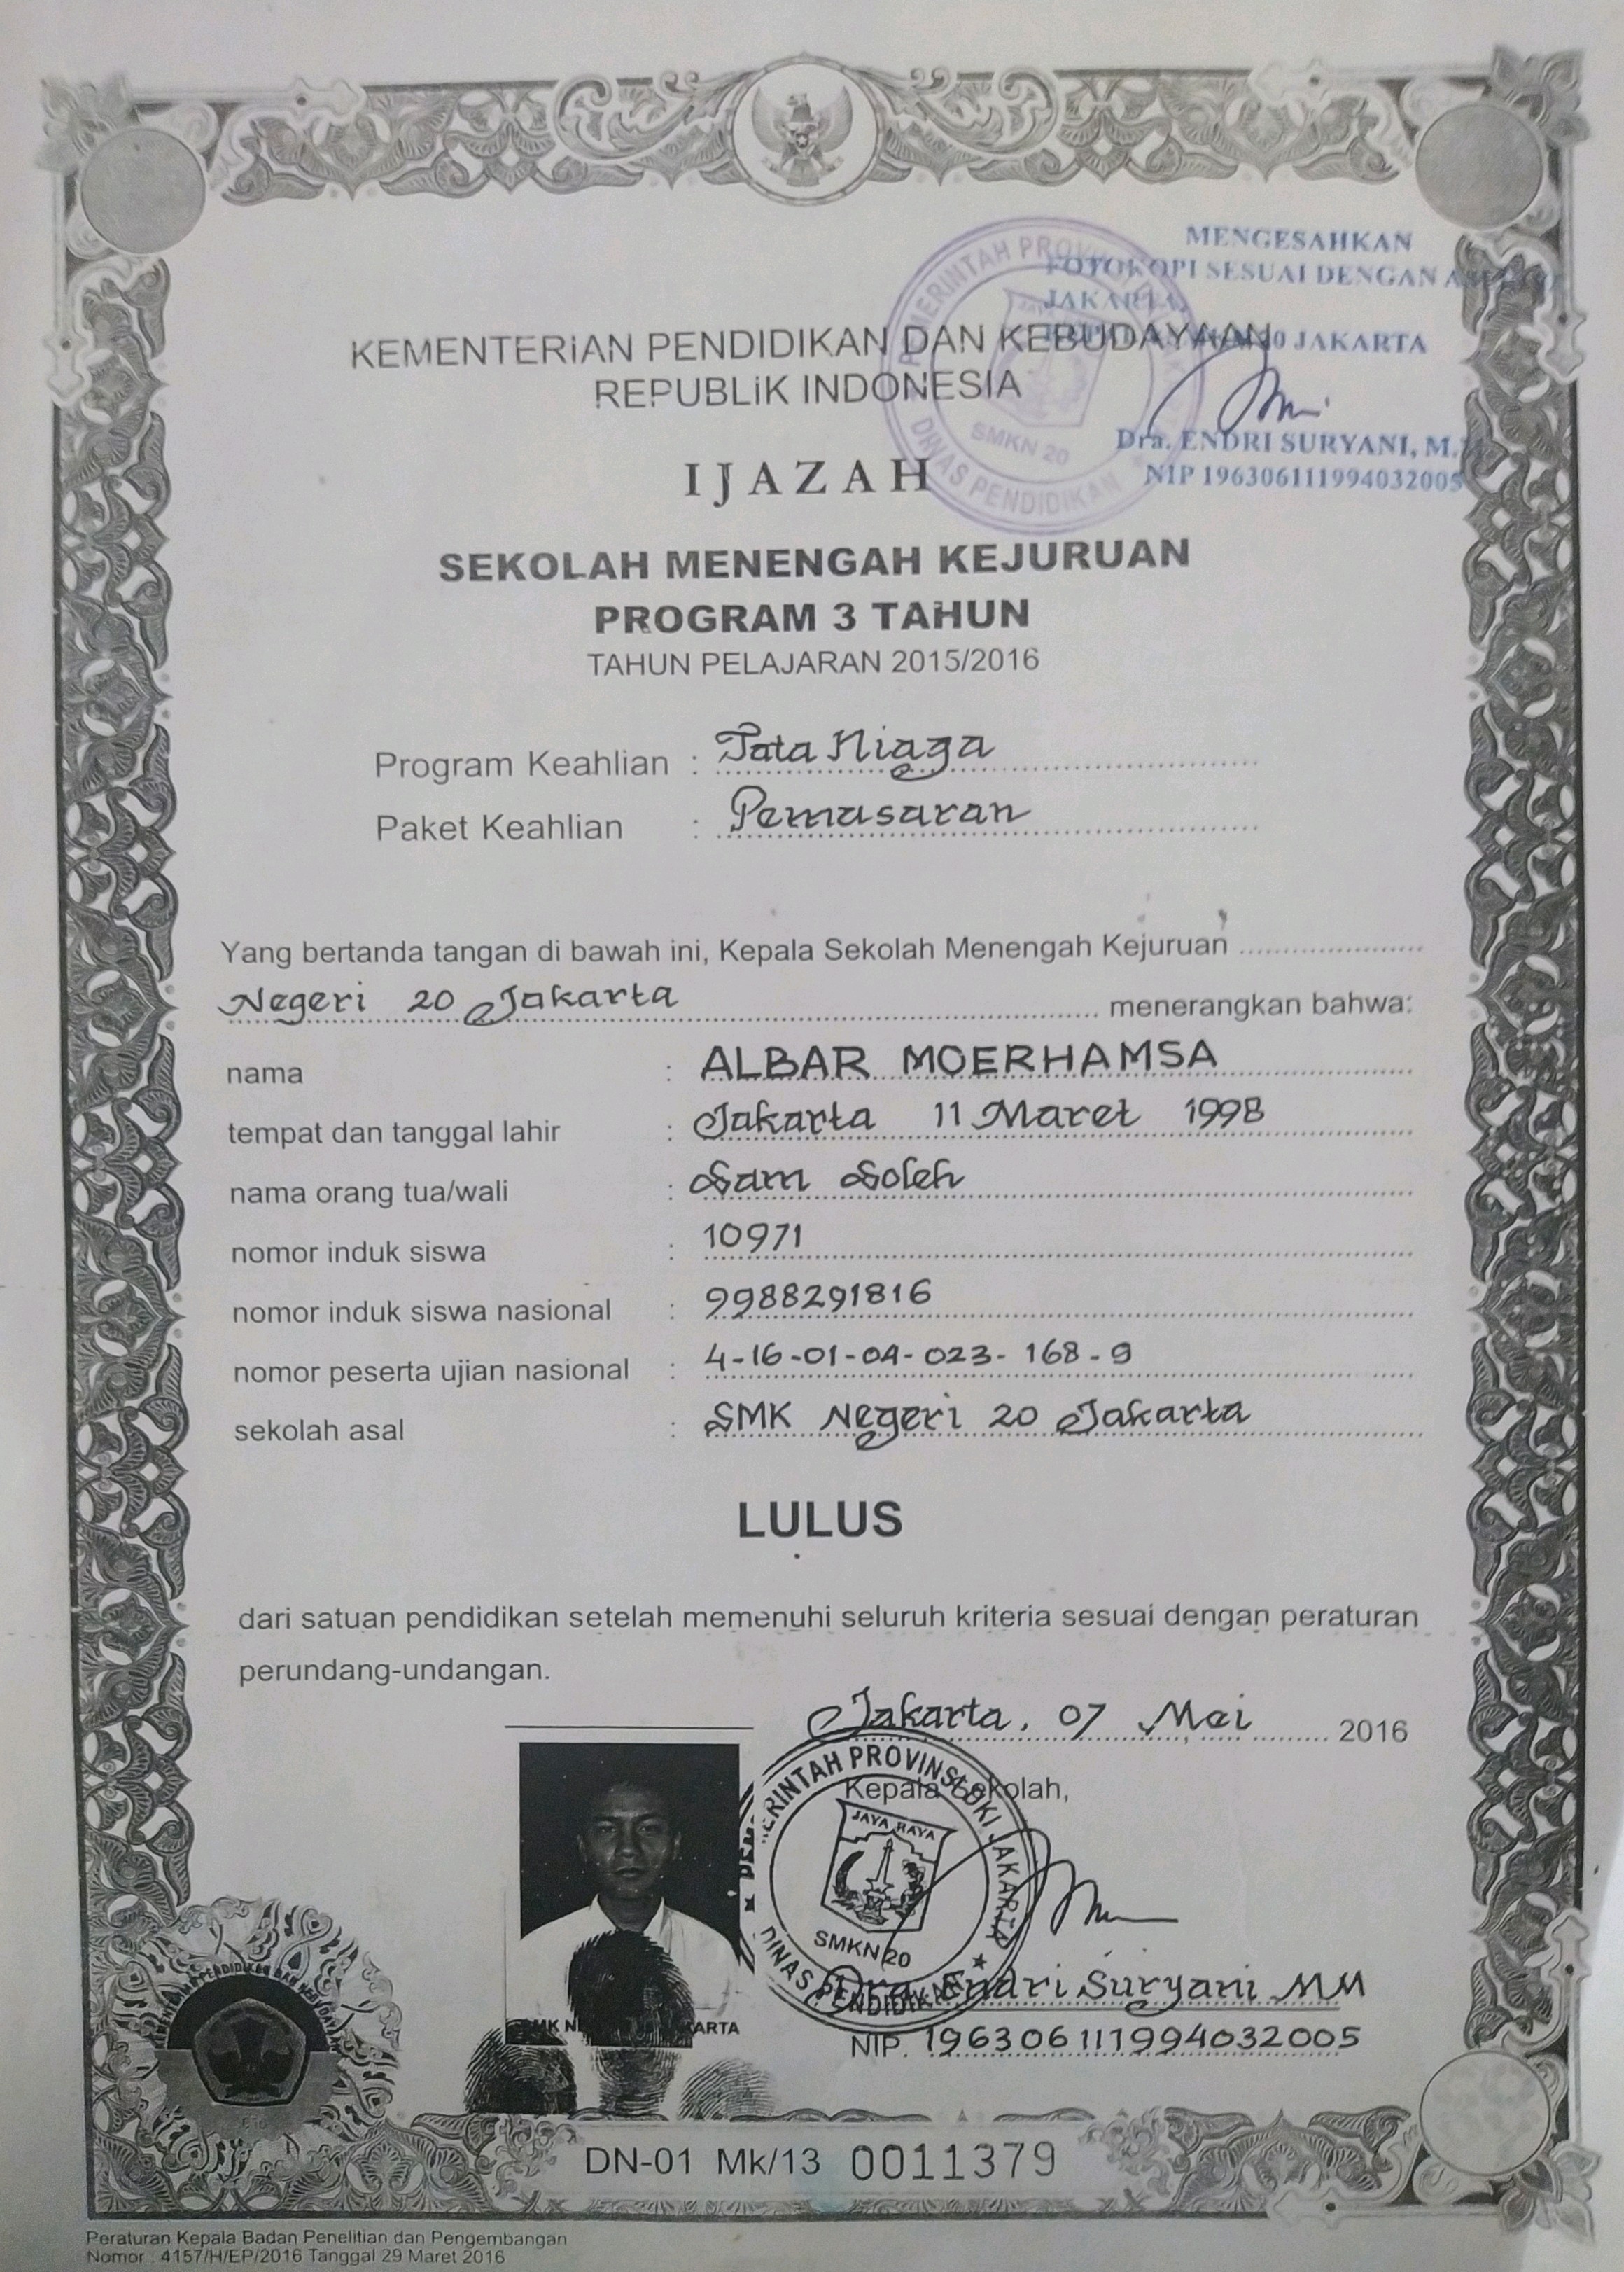 MENGESAHKAN
FOTOKOPI SESUAI DENGAN
JAKARTA,
20 JAKARTA
Dra. ENDRI SURYANI, M.
NIP 196306111994032005
PEMERINTAH PROVINSI
SMKN 20
DINAS PENDIDIKAN
KEMENTERIAN PENDIDIKAN DAN KEBUDAYAAN
REPUBLIK INDONESIA
IJAZAH
SEKOLAH MENENGAH KEJURUAN
PROGRAM 3 TAHUN
TAHUN PELAJARAN 2015/2016
Program Keahlian : Tata Niaga
Paket Keahlian : Pemasaran
Yang bertanda tangan di bawah ini, Kepala Sekolah Menengah Kejuruan
Negeri 20 Jakarta menerangkan bahwa:
nama : ALBAR MOERHAMSA
tempat dan tanggal lahir : Jakarta 11 Maret 1998
nama orang tua/wali : Sam Soleh
nomor induk siswa : 10971
nomor induk siswa nasional : 9988291816
nomor peserta ujian nasional : 4-16-01-04-023-168-9
sekolah asal : SMK Negeri 20 Jakarta
LULUS
dari satuan pendidikan setelah memenuhi seluruh kriteria sesuai dengan peraturan
perundang-undangan.
Jakarta, 07 Mei 2016
Kepala Sekolah,
PEMERINTAH PROVINSI DKI JAKARTA
JAYA RAYA
SMKN 20
DINAS PENDIDIKAN
Dra. Endri Suryani MM
NIP. 196306111994032005
DN-01 Mk/13 0011379
Peraturan Kepala Badan Penelitian dan Pengembangan
Nomor : 4157/H/EP/2016 Tanggal 29 Maret 2016